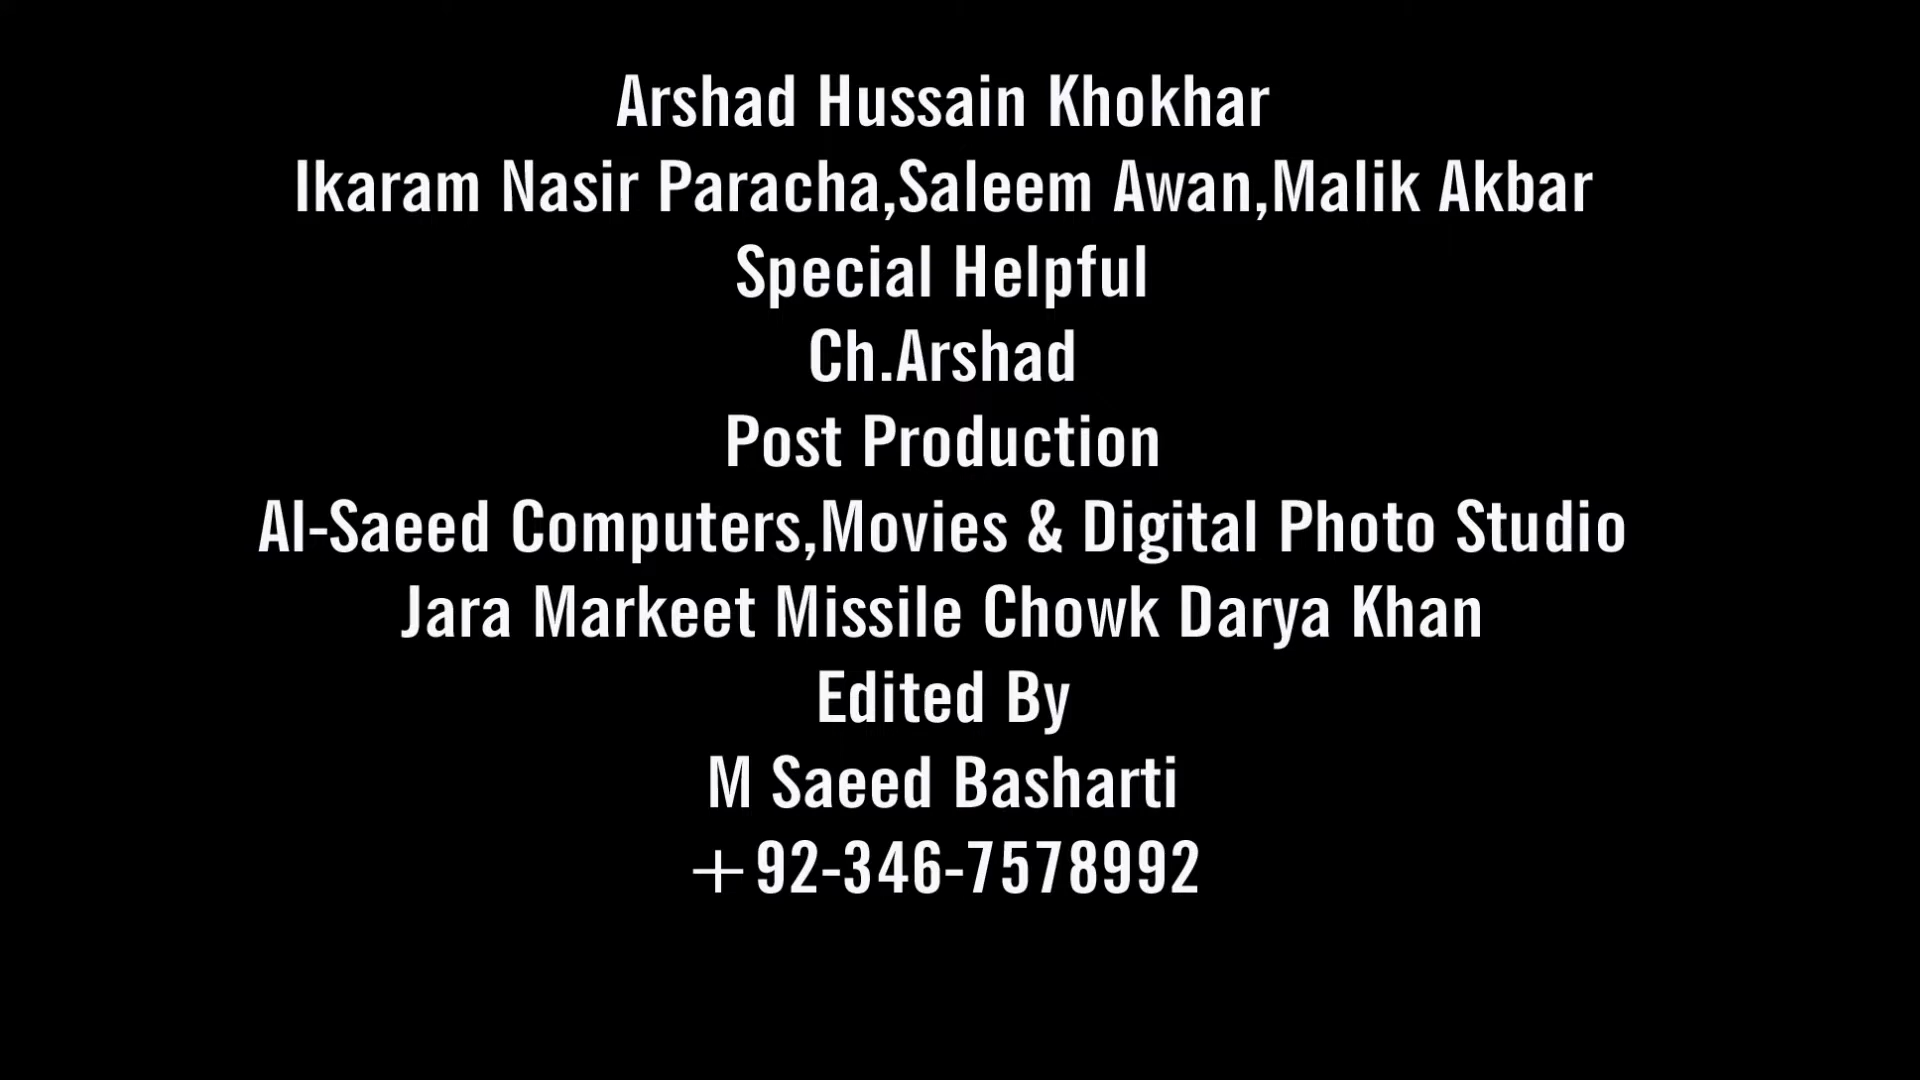 Arshad Hussain Khokhar
Ikaram Nasir Paracha,Saleem Awan,Malik Akbar
Special Helpful
Ch.Arshad
Post Production
Al-Saeed Computers,Movies & Digital Photo Studio
Jara Markeet Missile Chowk Darya Khan
Edited By
M Saeed Basharti
+92-346-7578992